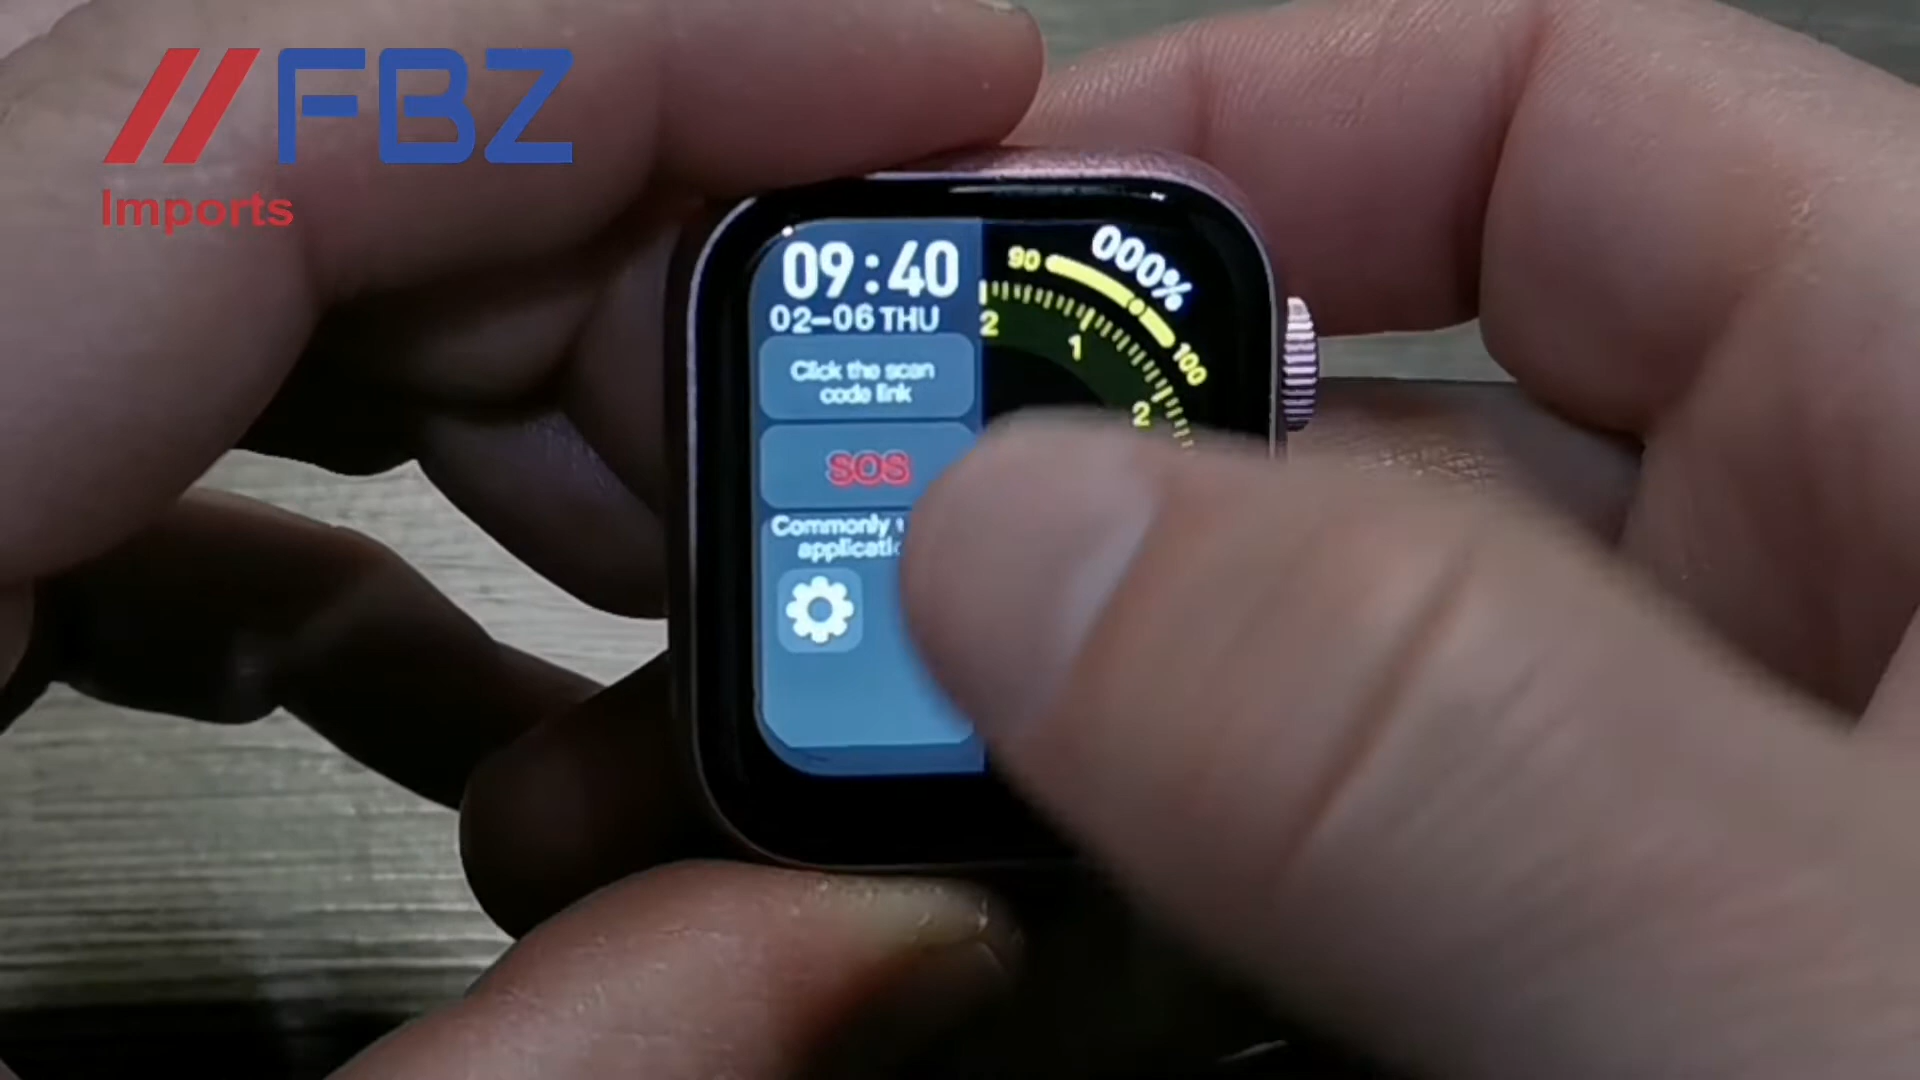 //FBZ
Imports
09:40
02-06 THU
Click the scan
code link
SOS
Commonly
000%
90
100
2
1
2